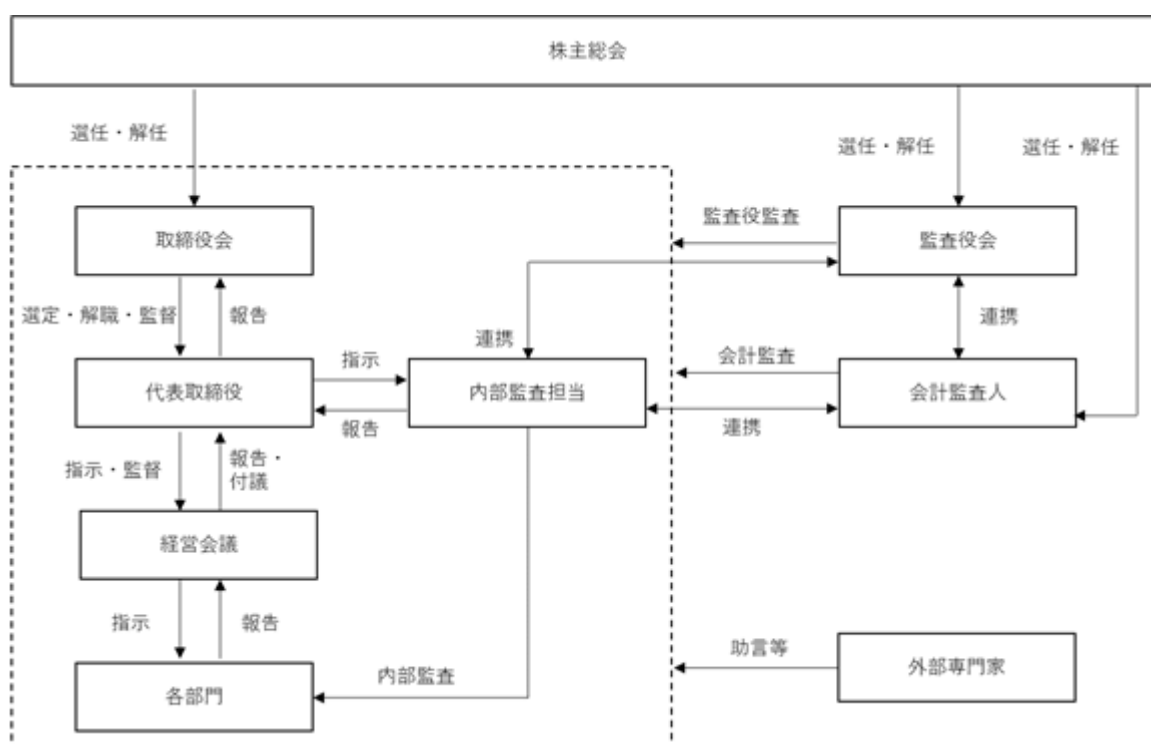 株主総会
選任・解任
選任・解任
選任・解任
取締役会
監査役監査
監査役会
選定・解職・監督
報告
連携
連携
代表取締役
指示
報告
内部監査担当
会計監査
連携
会計監査人
指示・監督
報告・
付議
経営会議
指示
報告
各部門
内部監査
助言等
外部専門家